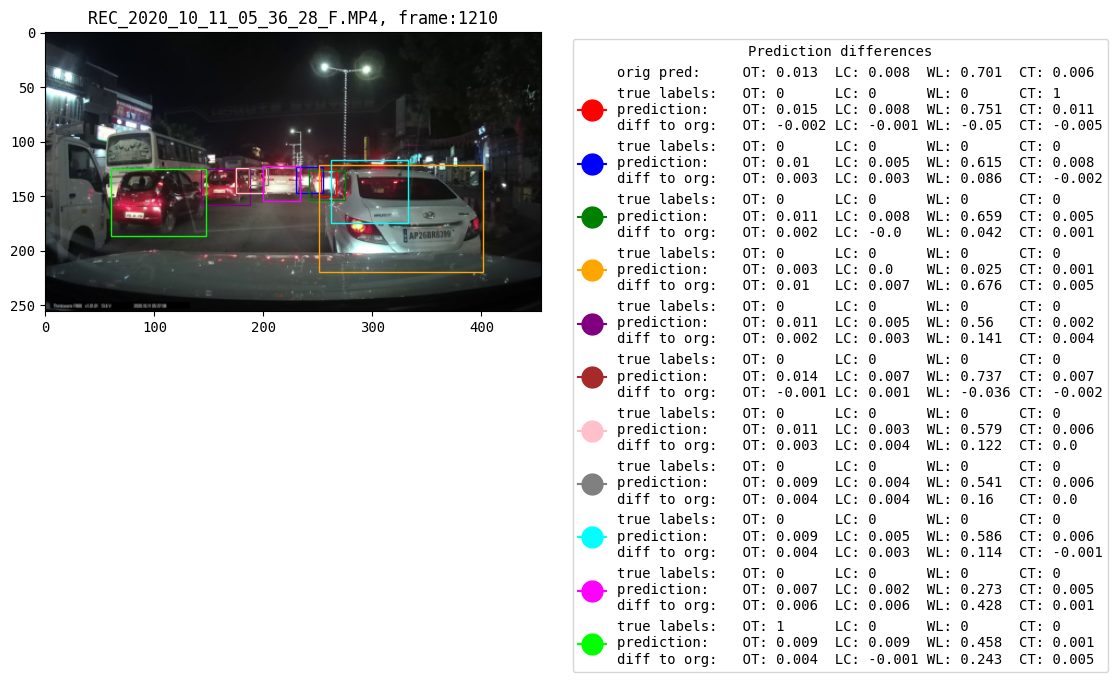 REC_2020_10_11_05_36_28_F.MP4, frame:1210
0
50
100
150
200
250
0 100 200 300 400
AP26BR8399
Prediction differences
orig pred: OT: 0.013 LC: 0.008 WL: 0.701 CT: 0.006
true labels: OT: 0 LC: 0 WL: 0 CT: 1
prediction: OT: 0.015 LC: 0.008 WL: 0.751 CT: 0.011
diff to org: OT: -0.002 LC: -0.001 WL: -0.05 CT: -0.005
true labels: OT: 0 LC: 0 WL: 0 CT: 0
prediction: OT: 0.01 LC: 0.005 WL: 0.615 CT: 0.008
diff to org: OT: 0.003 LC: 0.003 WL: 0.086 CT: -0.002
true labels: OT: 0 LC: 0 WL: 0 CT: 0
prediction: OT: 0.011 LC: 0.008 WL: 0.659 CT: 0.005
diff to org: OT: 0.002 LC: -0.0 WL: 0.042 CT: 0.001
true labels: OT: 0 LC: 0 WL: 0 CT: 0
prediction: OT: 0.003 LC: 0.0 WL: 0.025 CT: 0.001
diff to org: OT: 0.01 LC: 0.007 WL: 0.676 CT: 0.005
true labels: OT: 0 LC: 0 WL: 0 CT: 0
prediction: OT: 0.011 LC: 0.005 WL: 0.56 CT: 0.002
diff to org: OT: 0.002 LC: 0.003 WL: 0.141 CT: 0.004
true labels: OT: 0 LC: 0 WL: 0 CT: 0
prediction: OT: 0.014 LC: 0.007 WL: 0.737 CT: 0.007
diff to org: OT: -0.001 LC: 0.001 WL: -0.036 CT: -0.002
true labels: OT: 0 LC: 0 WL: 0 CT: 0
prediction: OT: 0.011 LC: 0.003 WL: 0.579 CT: 0.006
diff to org: OT: 0.003 LC: 0.004 WL: 0.122 CT: 0.0
true labels: OT: 0 LC: 0 WL: 0 CT: 0
prediction: OT: 0.009 LC: 0.004 WL: 0.541 CT: 0.006
diff to org: OT: 0.004 LC: 0.004 WL: 0.16 CT: 0.0
true labels: OT: 0 LC: 0 WL: 0 CT: 0
prediction: OT: 0.009 LC: 0.005 WL: 0.586 CT: 0.006
diff to org: OT: 0.004 LC: 0.003 WL: 0.114 CT: -0.001
true labels: OT: 0 LC: 0 WL: 0 CT: 0
prediction: OT: 0.007 LC: 0.002 WL: 0.273 CT: 0.005
diff to org: OT: 0.006 LC: 0.006 WL: 0.428 CT: 0.001
true labels: OT: 1 LC: 0 WL: 0 CT: 0
prediction: OT: 0.009 LC: 0.009 WL: 0.458 CT: 0.001
diff to org: OT: 0.004 LC: -0.001 WL: 0.243 CT: 0.005